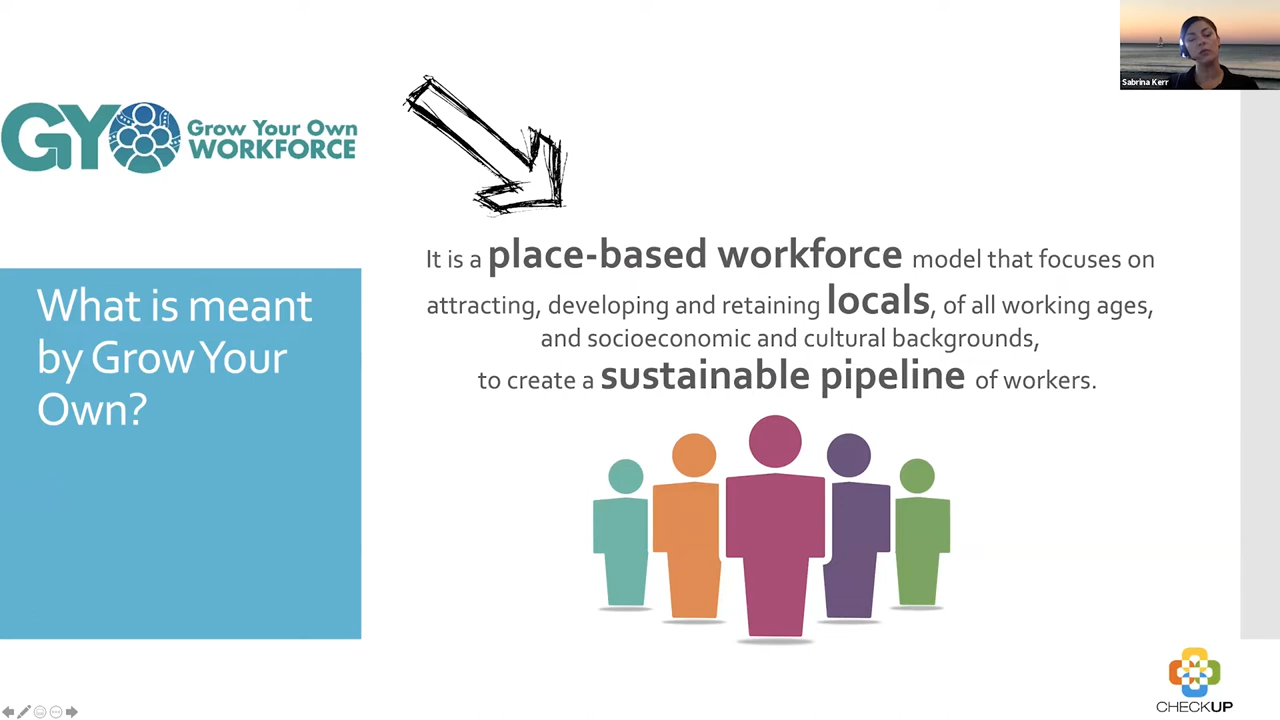 Sabrina Kerr
GYO Grow Your Own
WORKFORCE
What is meant
by Grow Your
Own?
It is a place-based workforce model that focuses on
attracting, developing and retaining locals, of all working ages,
and socioeconomic and cultural backgrounds,
to create a sustainable pipeline of workers.
CHECKUP